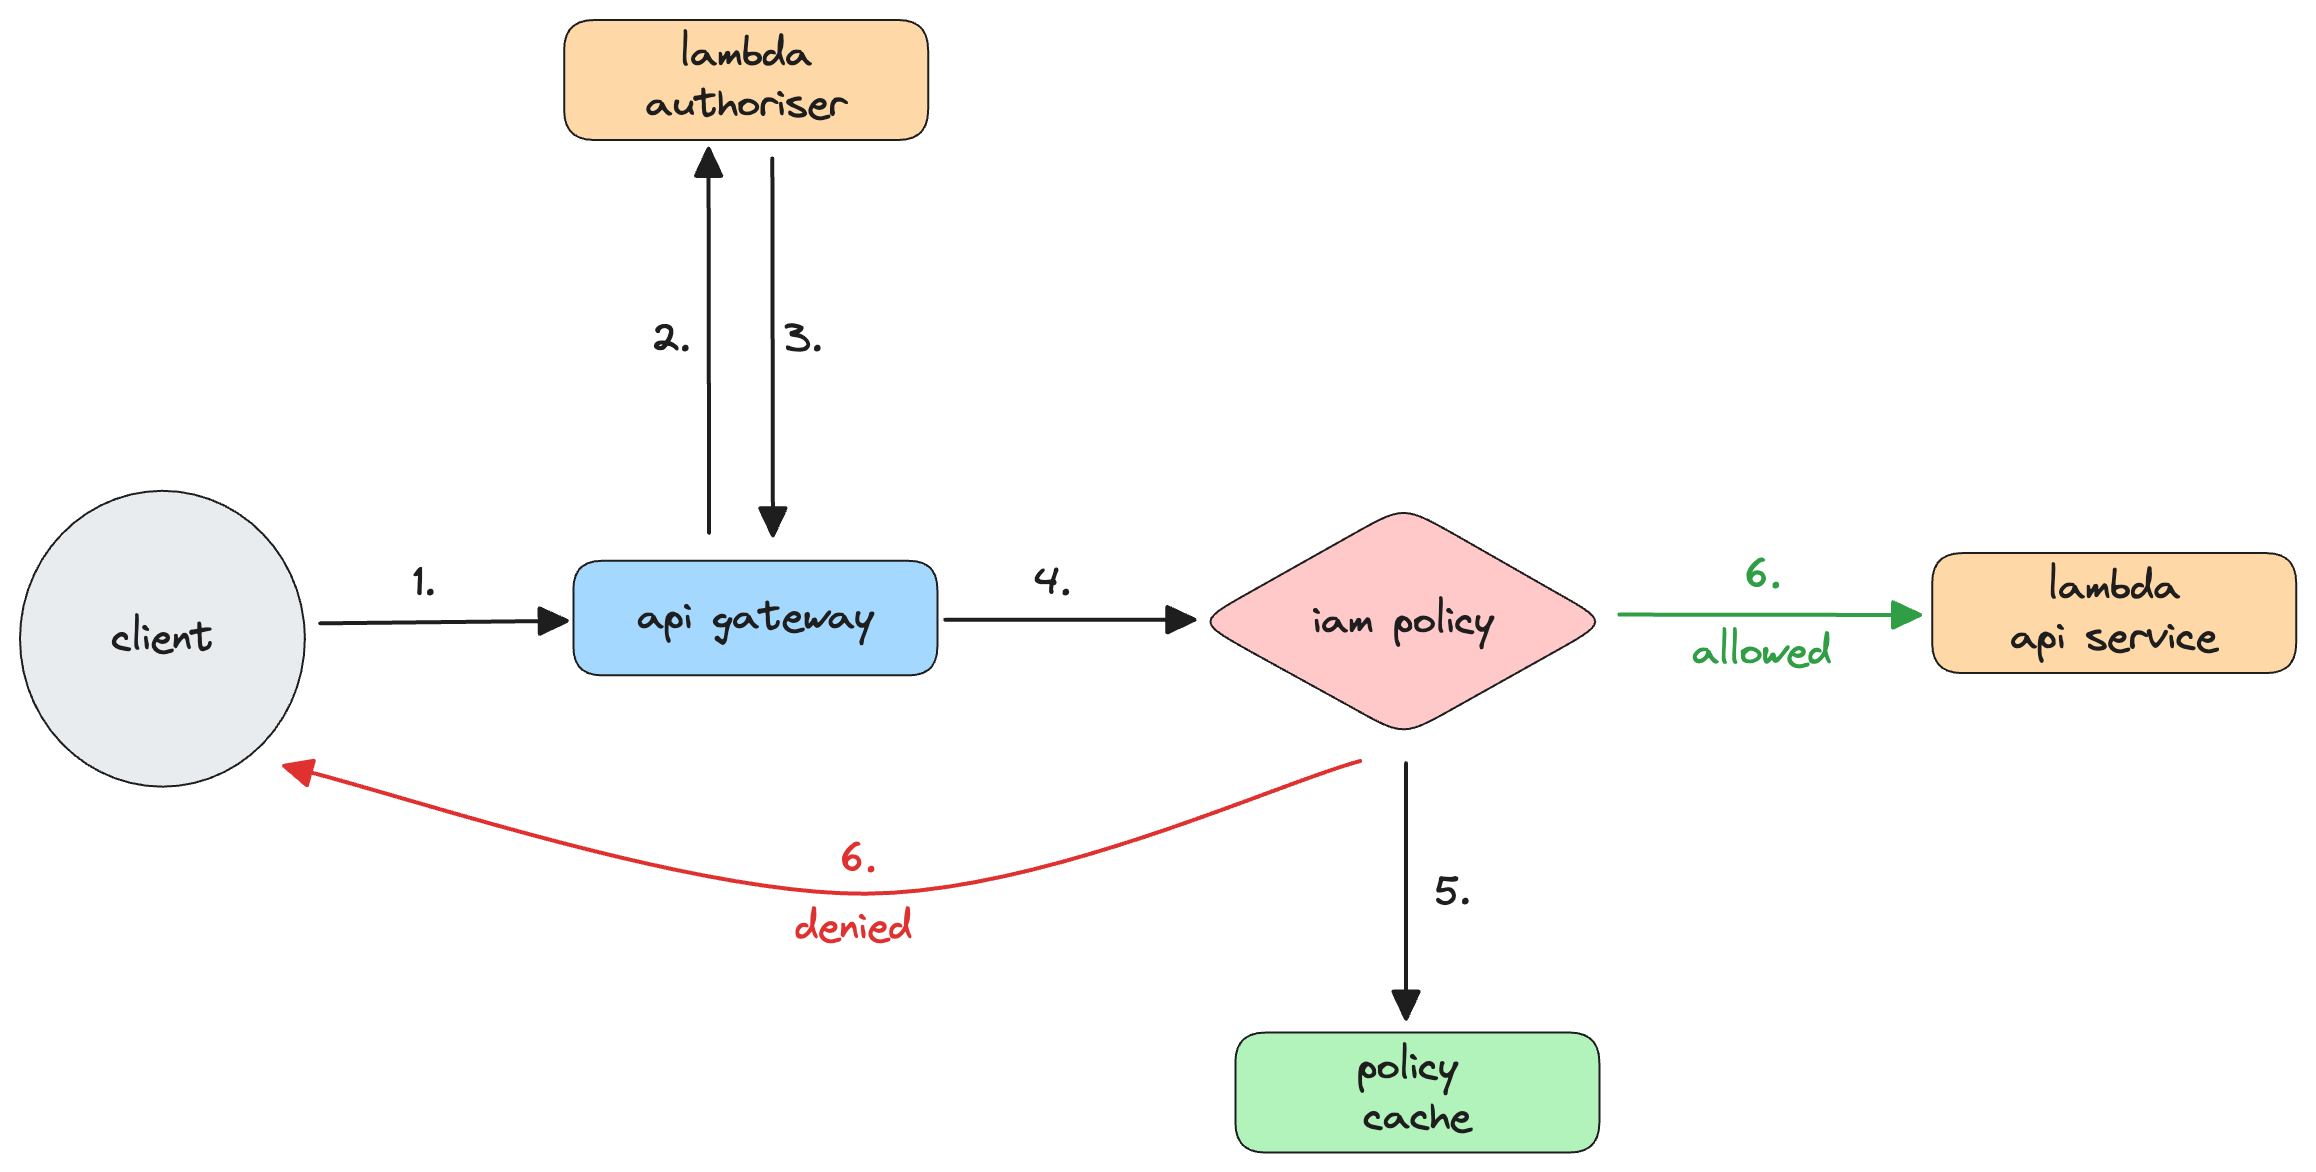 lambda
authoriser
2.
3.
1.
client
api gateway
4.
iam policy
6.
allowed
lambda
api service
6.
denied
5.
policy
cache